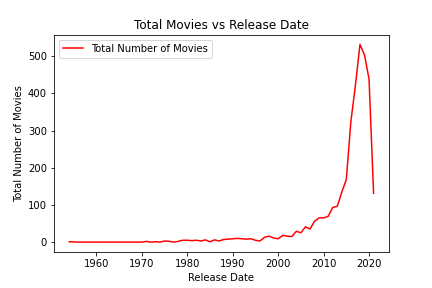 Total Movies vs Release Date
Total Number of Movies
500
400
300
200
100
0
Total Number of Movies
1960 1970 1980 1990 2000 2010 2020
Release Date